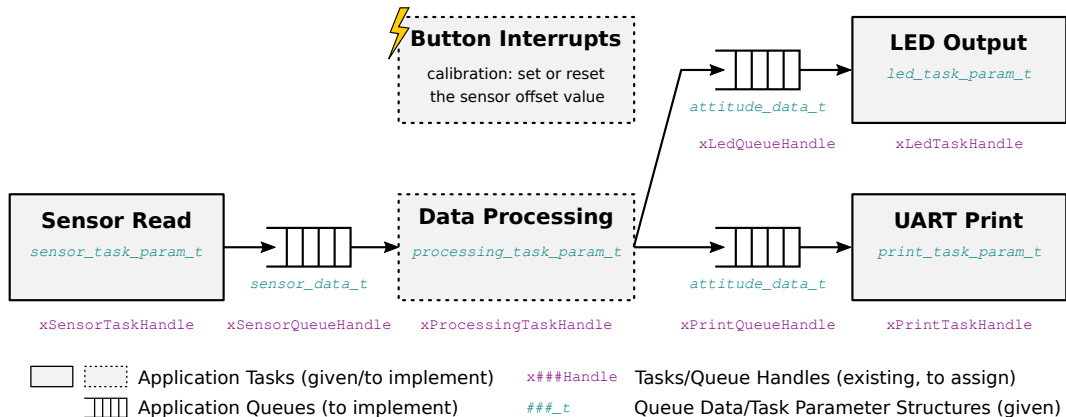 Button Interrupts
calibration: set or reset
the sensor offset value
LED Output
led_task_param_t
attitude_data_t
xLedQueueHandle
xLedTaskHandle
Sensor Read
sensor_task_param_t
sensor_data_t
Data Processing
processing_task_param_t
attitude_data_t
UART Print
print_task_param_t
xSensorTaskHandle
xSensorQueueHandle
xProcessingTaskHandle
xPrintQueueHandle
xPrintTaskHandle
Application Tasks (given/to implement)
x###Handle
Tasks/Queue Handles (existing, to assign)
Application Queues (to implement)
###_t
Queue Data/Task Parameter Structures (given)